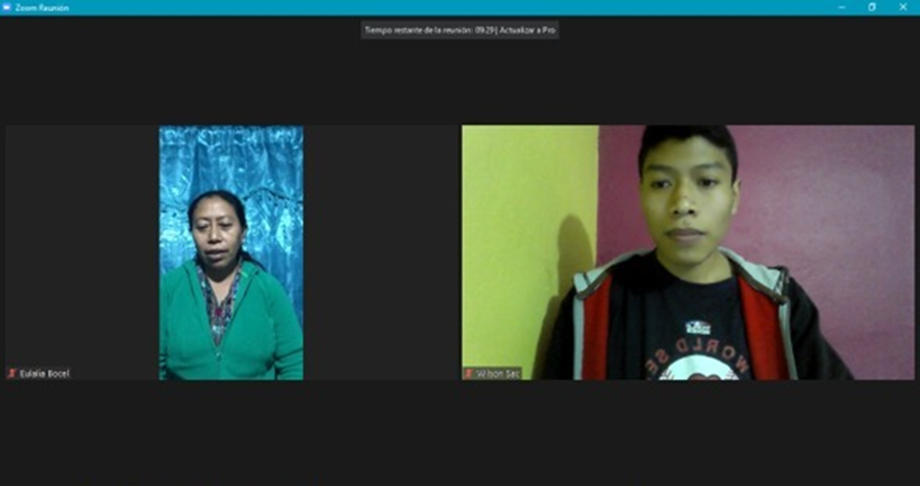 Zoom Reunión
Tiempo restante de la reunión: 09:29 | Actualizar a Pro
Eulalia Bocel
Wilson Sac
WORLD SE